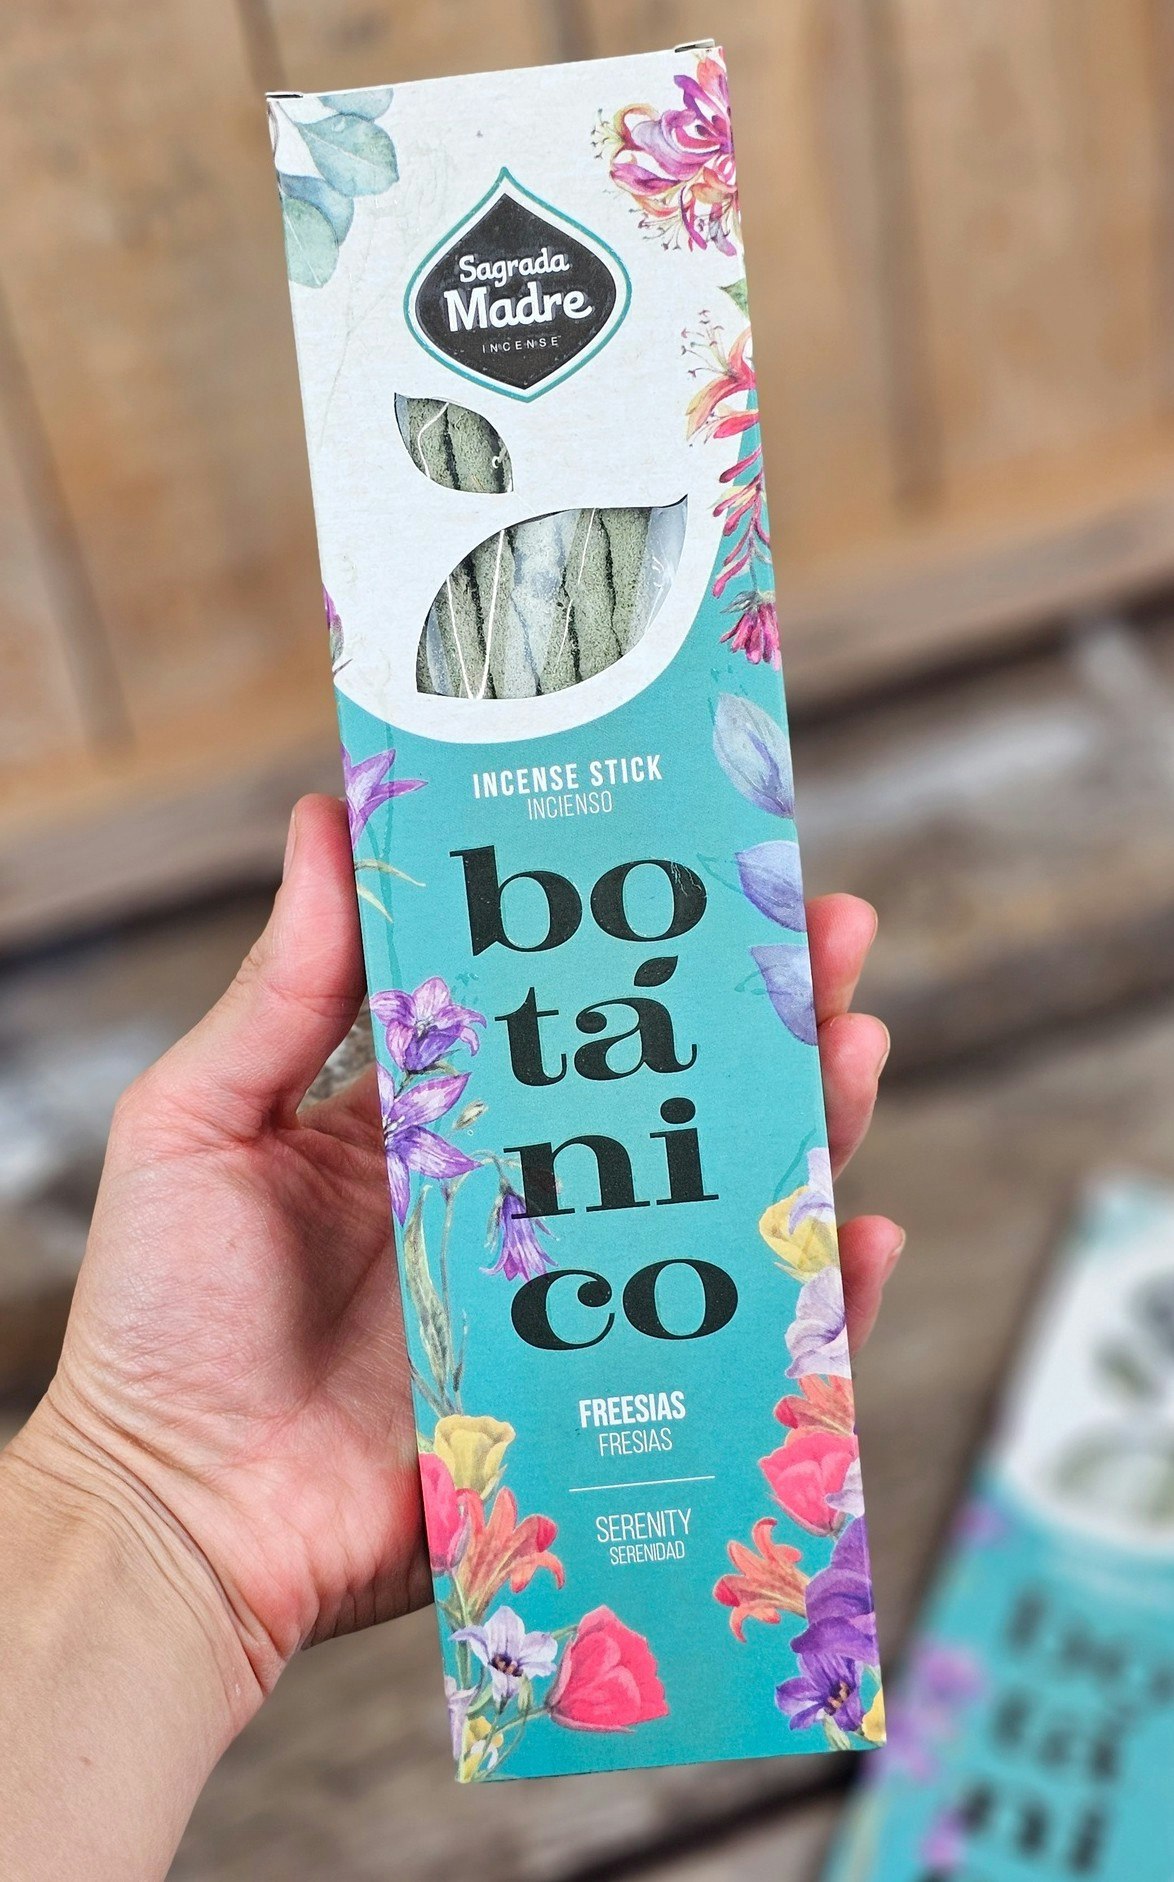 Sagrada
Madre
INCENSE
INCENSE STICK
INCIENSO
bo
tá
ni
co
FREESIAS
FRESIAS
SERENITY
SERENIDAD